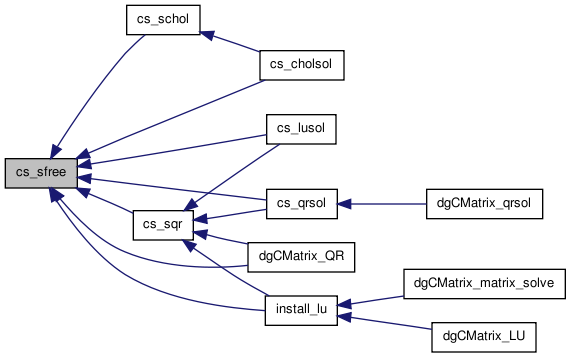 cs_schol
cs_cholsol
cs_lusol
cs_sfree
cs_qrsol
dgCMatrix_qrsol
cs_sqr
dgCMatrix_QR
dgCMatrix_matrix_solve
install_lu
dgCMatrix_LU